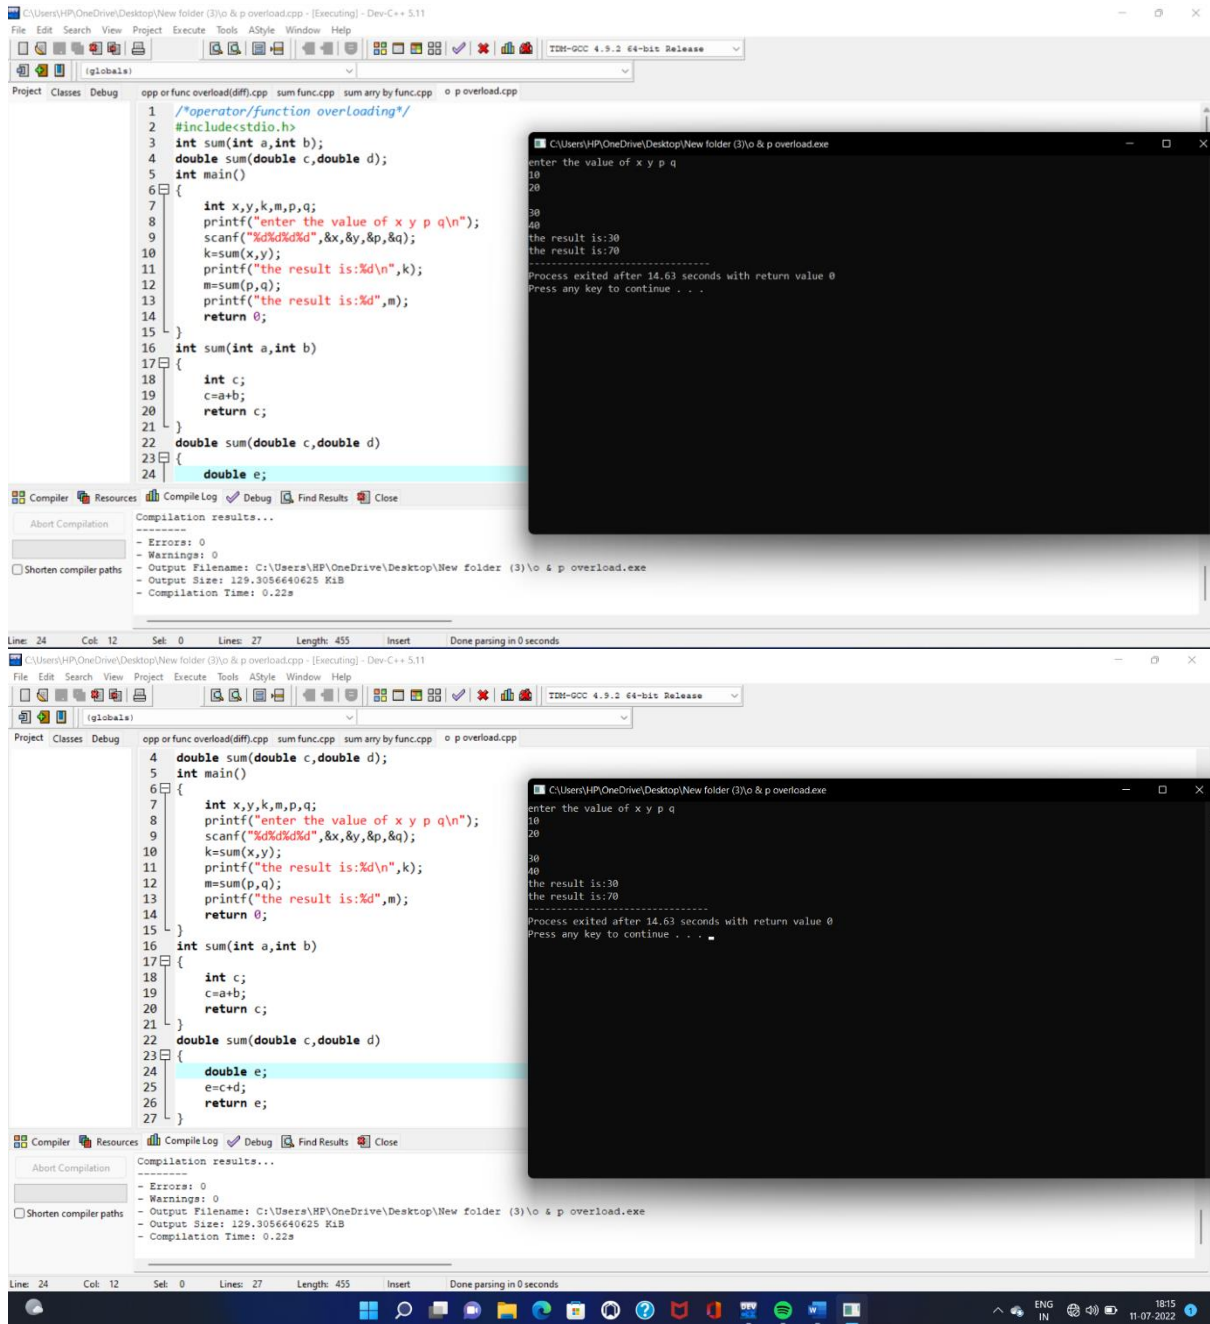 C:\Users\HP\OneDrive\Desktop\New folder (3)\o & p overload.cpp - [Executing] - Dev-C++ 5.11
File Edit Search View Project Execute Tools AStyle Window Help
TDM-GCC 4.9.2 64-bit Release
(globals)
Project Classes Debug
opp or func overload(diff).cpp sum func.cpp sum arry by func.cpp o p overload.cpp
1 /*operator/function overloading*/
2 #include<stdio.h>
3 int sum(int a,int b);
4 double sum(double c,double d);
5 int main()
6 {
7 int x,y,k,m,p,q;
8 printf("enter the value of x y p q\n");
9 scanf("%d%d%d%d",&x,&y,&p,&q);
10 k=sum(x,y);
11 printf("the result is:%d\n",k);
12 m=sum(p,q);
13 printf("the result is:%d",m);
14 return 0;
15 }
16 int sum(int a,int b)
17 {
18 int c;
19 c=a+b;
20 return c;
21 }
22 double sum(double c,double d)
23 {
24 double e;
C:\Users\HP\OneDrive\Desktop\New folder (3)\o & p overload.exe
enter the value of x y p q
10
20
30
40
the result is:30
the result is:70
--------------------------------
Process exited after 14.63 seconds with return value 0
Press any key to continue . . .
Compiler Resources Compile Log Debug Find Results Close
Abort Compilation
Shorten compiler paths
Compilation results...
--------
- Errors: 0
- Warnings: 0
- Output Filename: C:\Users\HP\OneDrive\Desktop\New folder (3)\o & p overload.exe
- Output Size: 129.3056640625 KiB
- Compilation Time: 0.22s
Line: 24 Col: 12 Sel: 0 Lines: 27 Length: 455 Insert Done parsing in 0 seconds
C:\Users\HP\OneDrive\Desktop\New folder (3)\o & p overload.cpp - [Executing] - Dev-C++ 5.11
File Edit Search View Project Execute Tools AStyle Window Help
TDM-GCC 4.9.2 64-bit Release
(globals)
Project Classes Debug
opp or func overload(diff).cpp sum func.cpp sum arry by func.cpp o p overload.cpp
4 double sum(double c,double d);
5 int main()
6 {
7 int x,y,k,m,p,q;
8 printf("enter the value of x y p q\n");
9 scanf("%d%d%d%d",&x,&y,&p,&q);
10 k=sum(x,y);
11 printf("the result is:%d\n",k);
12 m=sum(p,q);
13 printf("the result is:%d",m);
14 return 0;
15 }
16 int sum(int a,int b)
17 {
18 int c;
19 c=a+b;
20 return c;
21 }
22 double sum(double c,double d)
23 {
24 double e;
25 e=c+d;
26 return e;
27 }
C:\Users\HP\OneDrive\Desktop\New folder (3)\o & p overload.exe
enter the value of x y p q
10
20
30
40
the result is:30
the result is:70
--------------------------------
Process exited after 14.63 seconds with return value 0
Press any key to continue . . .
Compiler Resources Compile Log Debug Find Results Close
Abort Compilation
Shorten compiler paths
Compilation results...
--------
- Errors: 0
- Warnings: 0
- Output Filename: C:\Users\HP\OneDrive\Desktop\New folder (3)\o & p overload.exe
- Output Size: 129.3056640625 KiB
- Compilation Time: 0.22s
Line: 24 Col: 12 Sel: 0 Lines: 27 Length: 455 Insert Done parsing in 0 seconds
DEV
ENG
IN
18:15
11-07-2022
1